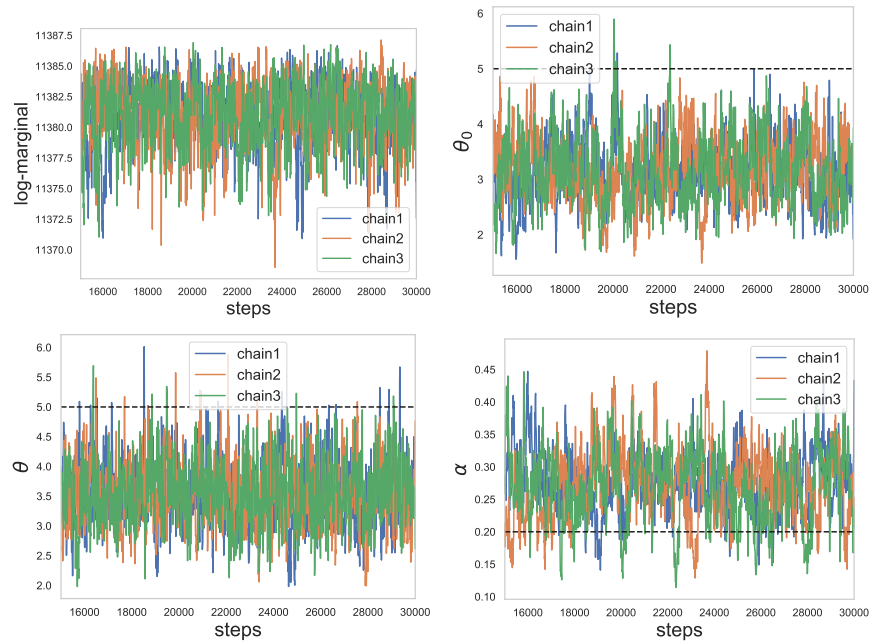 11387.5
11385.0
11382.5
11380.0
11377.5
11375.0
11372.5
11370.0
log-marginal
chain1
chain2
chain3
16000 18000 20000 22000 24000 26000 28000 30000
steps
6
5
4
3
2
θ0
chain1
chain2
chain3
16000 18000 20000 22000 24000 26000 28000 30000
steps
6.0
5.5
5.0
4.5
4.0
3.5
3.0
2.5
2.0
θ
chain1
chain2
chain3
16000 18000 20000 22000 24000 26000 28000 30000
steps
0.45
0.40
0.35
0.30
0.25
0.20
0.15
0.10
α
chain1
chain2
chain3
16000 18000 20000 22000 24000 26000 28000 30000
steps